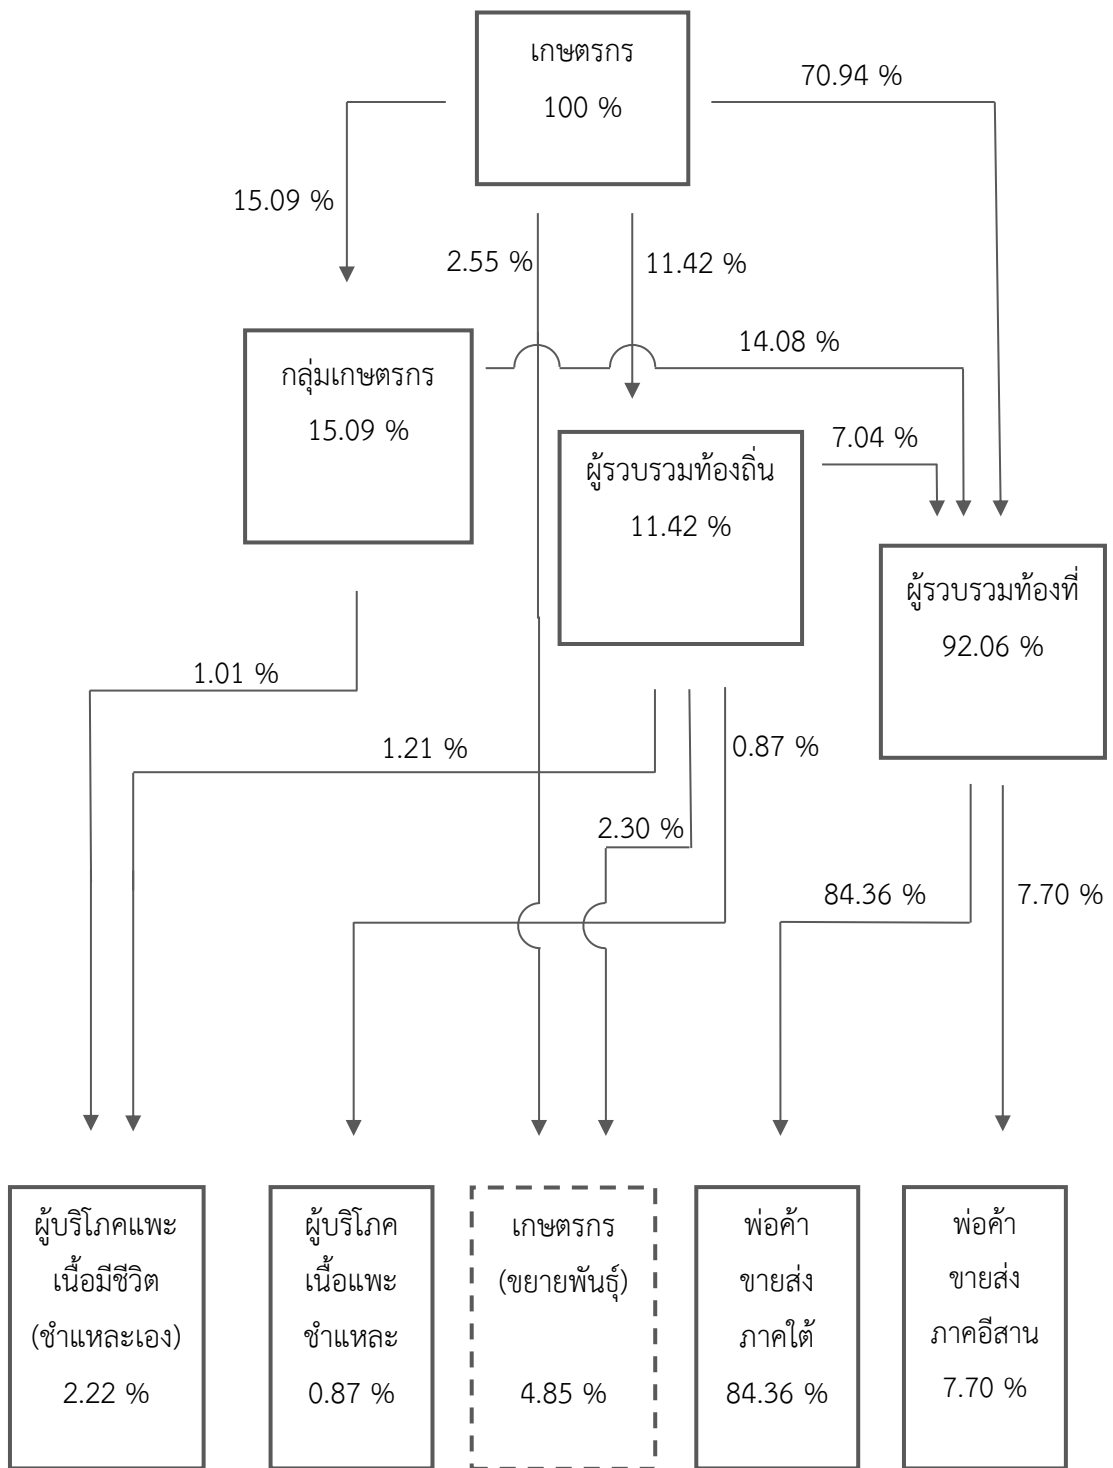 เกษตรกร
100 %
70.94 %
15.09 %
2.55 %
11.42 %
14.08 %
กลุ่มเกษตรกร
15.09 %
7.04 %
ผู้รวบรวมท้องถิ่น
11.42 %
ผู้รวบรวมท้องที่
92.06 %
1.01 %
1.21 %
0.87 %
2.30 %
84.36 %
7.70 %
ผู้บริโภคแพะ
เนื้อมีชีวิต
(ชำแหละเอง)
2.22 %
ผู้บริโภค
เนื้อแพะ
ชำแหละ
0.87 %
เกษตรกร
(ขยายพันธุ์)
4.85 %
พ่อค้า
ขายส่ง
ภาคใต้
84.36 %
พ่อค้า
ขายส่ง
ภาคอีสาน
7.70 %